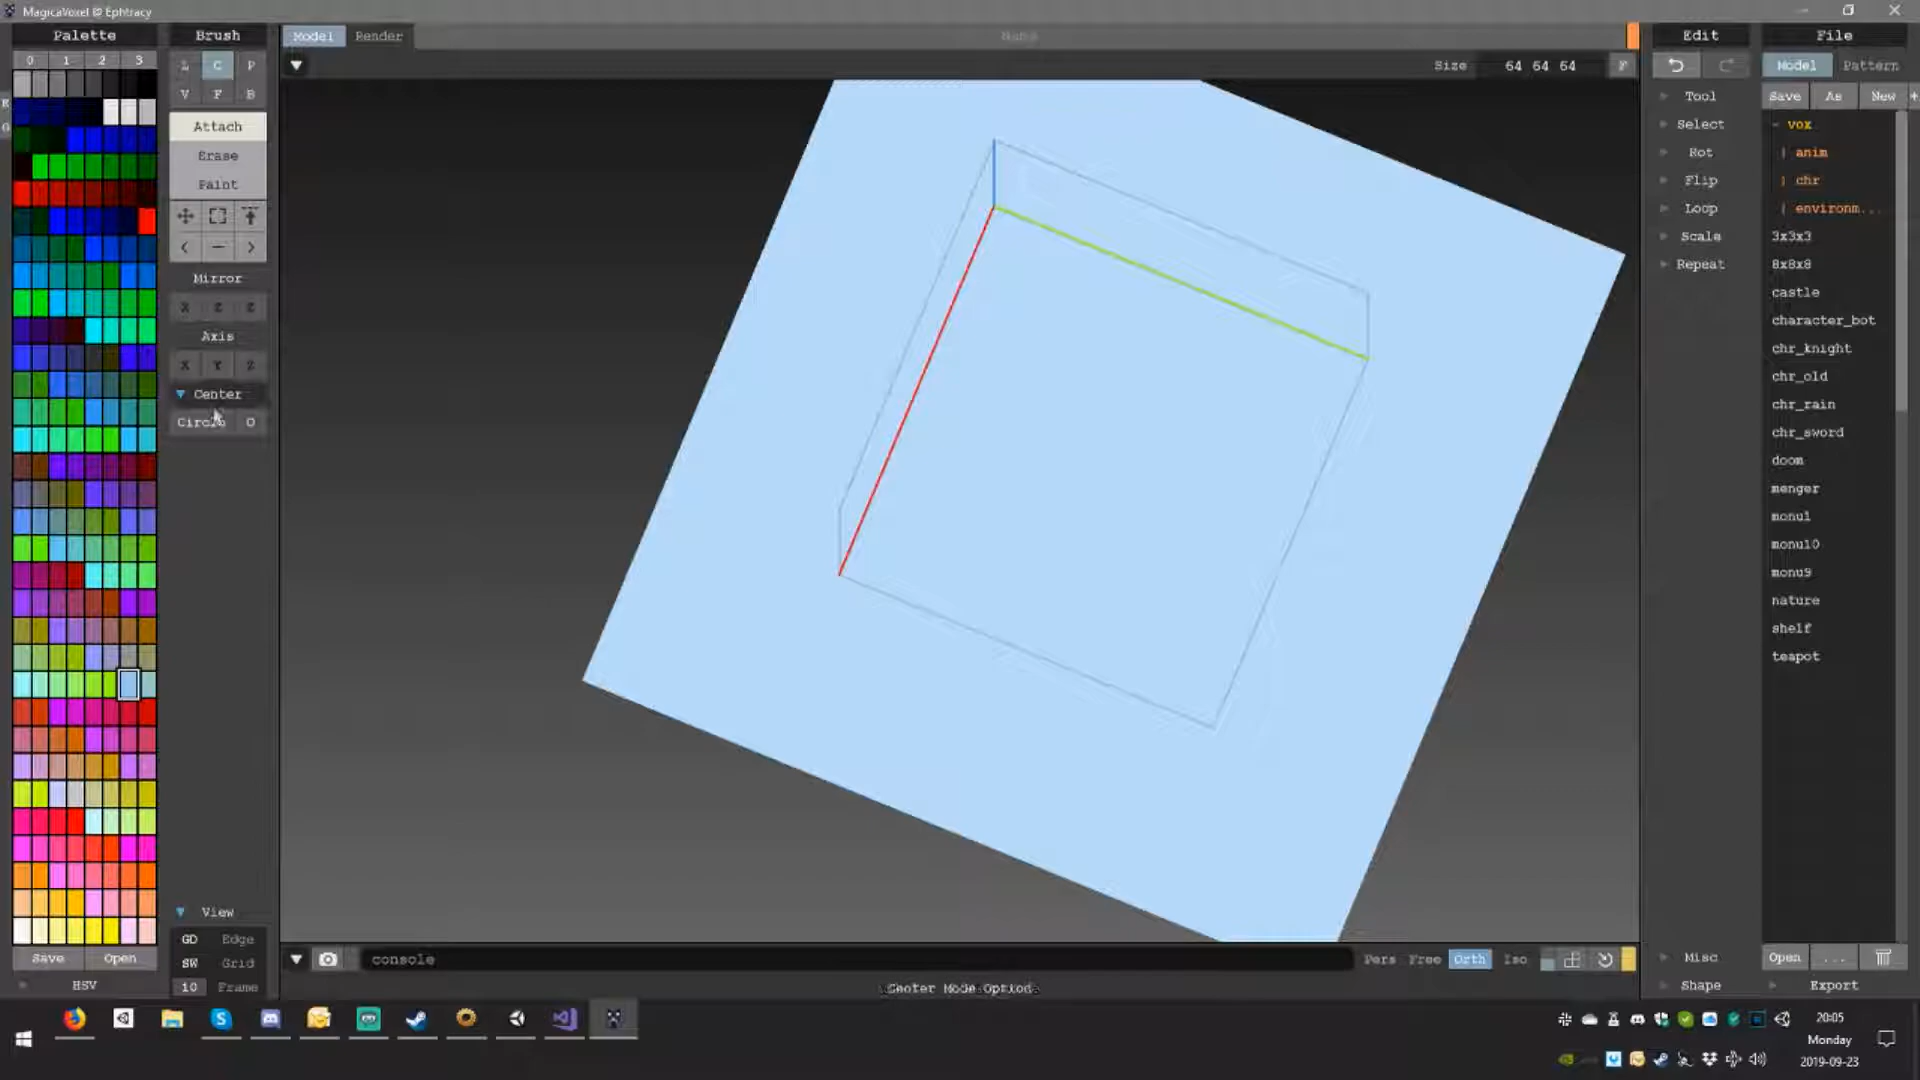 MagicaVoxel @ Ephtracy
Palette
Brush
Model
Render
Edit
File
0 1 2 3
L C P
V F B
Size 64 64 64 F
Model Pattern
Save As New +
Attach
Erase
Paint
Mirror
X Z Z
Axis
X Y Z
Center
Circle O
View
GD Edge
SW Grid
10 Frame
Save Open
HSV
Tool
Select
Rot
Flip
Loop
Scale
Repeat
Misc
Shape
- vox
| anim
| chr
| environm...
3x3x3
8x8x8
castle
character_bot
chr_knight
chr_old
chr_rain
chr_sword
doom
menger
monu1
monu10
monu9
nature
shelf
teapot
Open ...
Export
console
Pers Free Orth Iso
Center Mode Option
20:05
Monday
2019-09-23